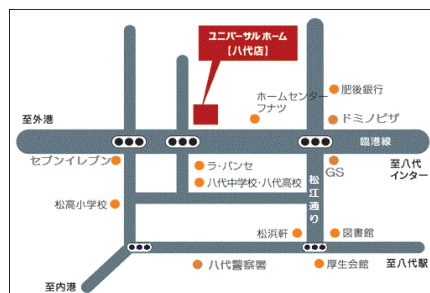 ユニバーサル ホーム
【八代店】
ホームセンター
フナツ
肥後銀行
ドミノピザ
至外港
臨港線
セブンイレブン
ラ・パンセ
GS
至八代
インター
八代中学校・八代高校
松江通り
松高小学校
松浜軒
図書館
八代警察署
厚生会館
至八代駅
至内港